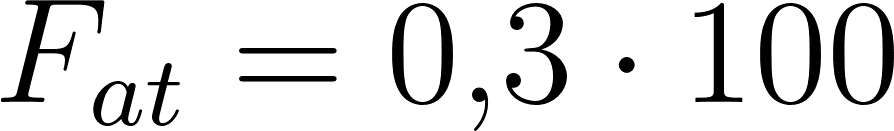 F_{at} = 0,3 · 100